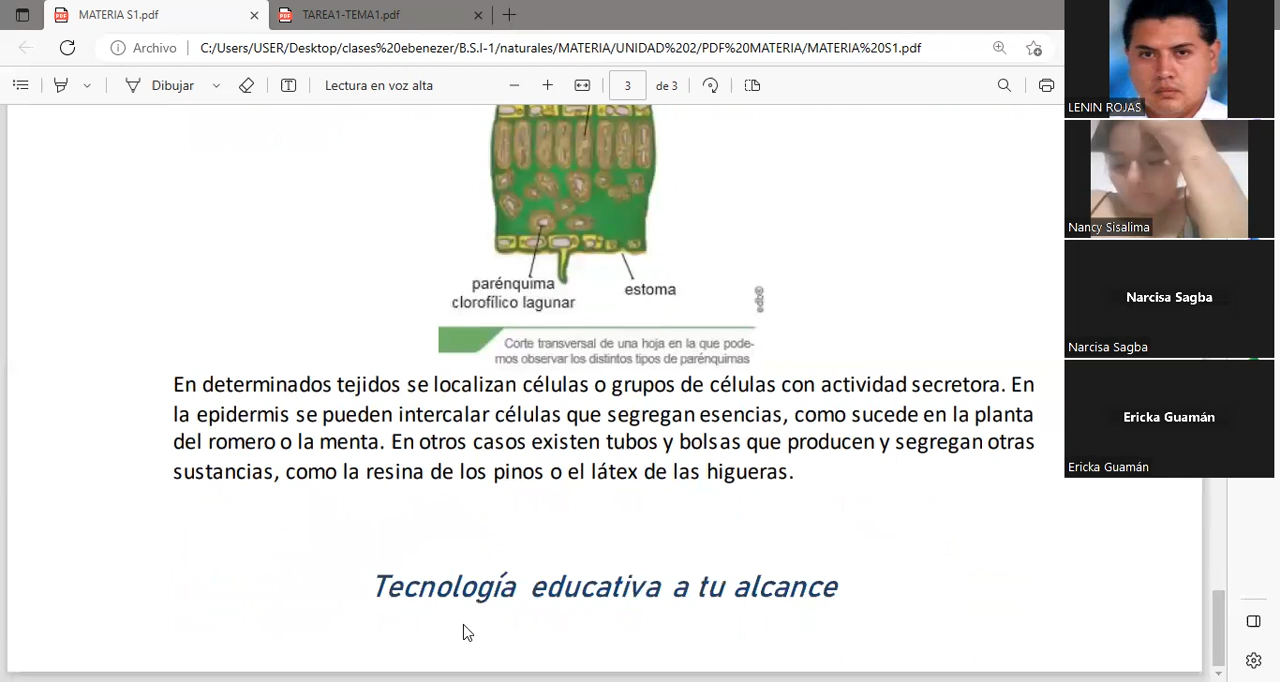 MATERIA S1.pdf
TAREA1-TEMA1.pdf
Archivo
C:/Users/USER/Desktop/clases%20ebenezer/B.S.I-1/naturales/MATERIA/UNIDAD%202/PDF%20MATERIA/MATERIA%20S1.pdf
Dibujar
Lectura en voz alta
3
de 3
LENIN ROJAS
Nancy Sisalima
Narcisa Sagba
Narcisa Sagba
Ericka Guamán
Ericka Guamán
parénquima
clorofílico lagunar
estoma
Corte transversal de una hoja en la que pode-
mos observar los distintos tipos de parénquimas
En determinados tejidos se localizan células o grupos de células con actividad secretora. En
la epidermis se pueden intercalar células que segregan esencias, como sucede en la planta
del romero o la menta. En otros casos existen tubos y bolsas que producen y segregan otras
sustancias, como la resina de los pinos o el látex de las higueras.
Tecnología educativa a tu alcance